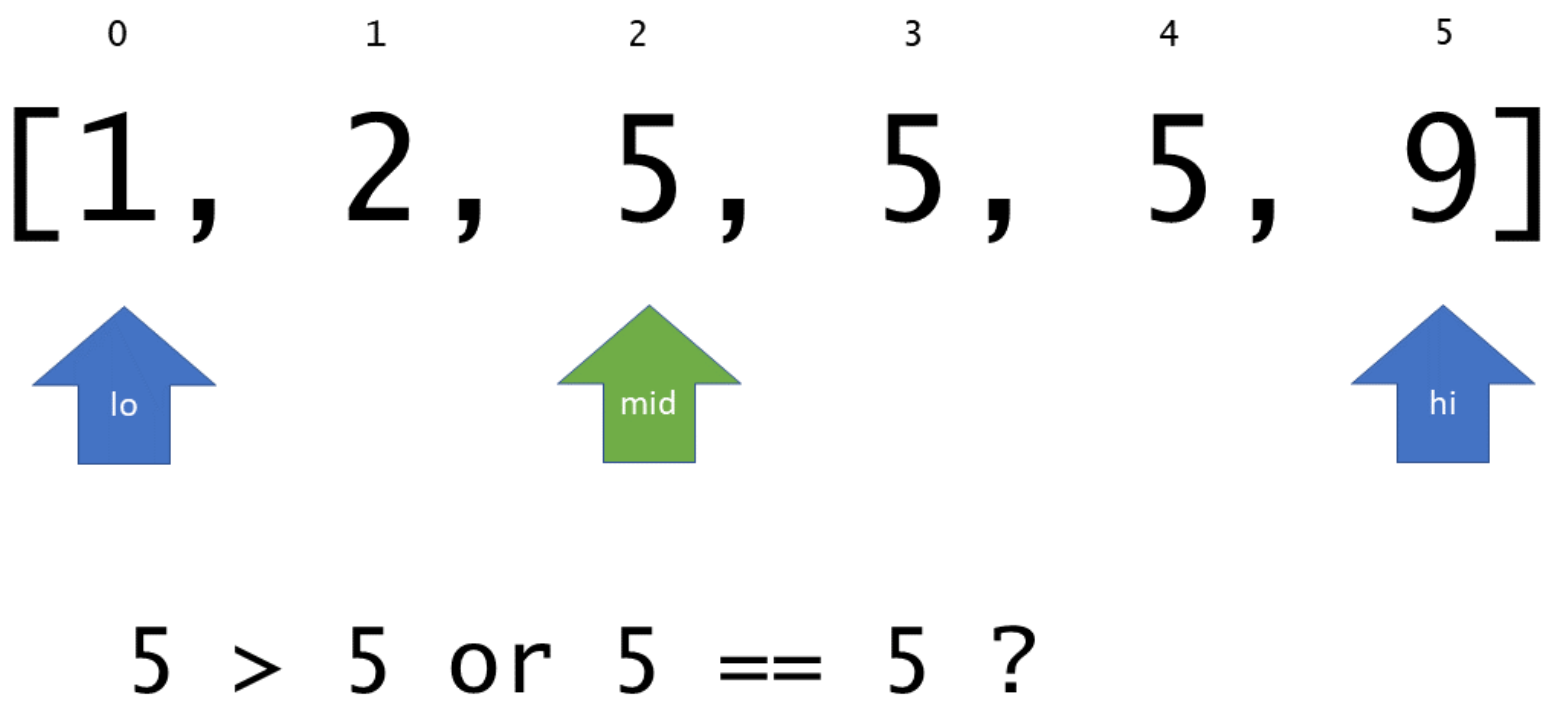 0 1 2 3 4 5
[1, 2, 5, 5, 5, 9]
lo mid hi
5 > 5 or 5 == 5 ?